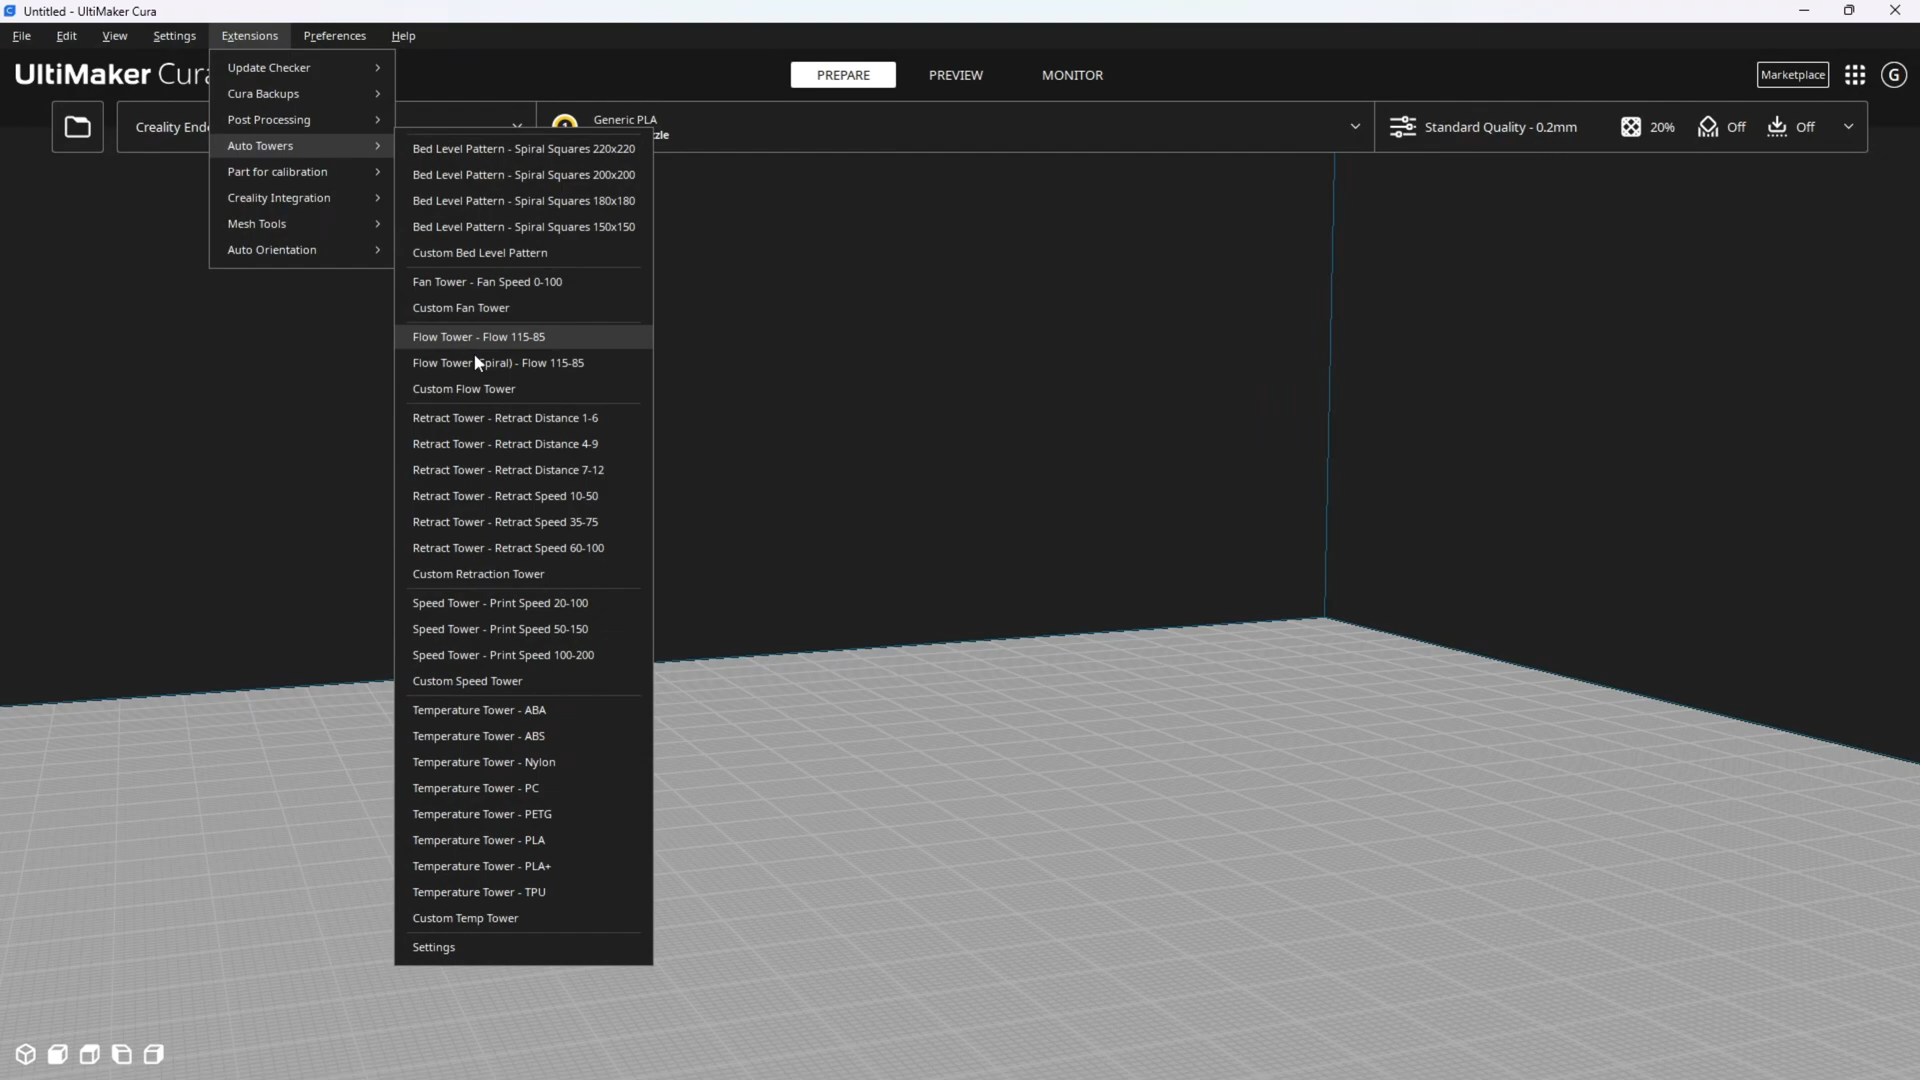 Untitled - UltiMaker Cura
File Edit View Settings Extensions Preferences Help
UltiMaker Cura
PREPARE PREVIEW MONITOR
Marketplace
G
Update Checker
Cura Backups
Post Processing
Auto Towers
Part for calibration
Creality Integration
Mesh Tools
Auto Orientation
Creality Ende
1
Generic PLA
zzle
Standard Quality - 0.2mm 20% Off Off
Bed Level Pattern - Spiral Squares 220x220
Bed Level Pattern - Spiral Squares 200x200
Bed Level Pattern - Spiral Squares 180x180
Bed Level Pattern - Spiral Squares 150x150
Custom Bed Level Pattern
Fan Tower - Fan Speed 0-100
Custom Fan Tower
Flow Tower - Flow 115-85
Flow Tower piral) - Flow 115-85
Custom Flow Tower
Retract Tower - Retract Distance 1-6
Retract Tower - Retract Distance 4-9
Retract Tower - Retract Distance 7-12
Retract Tower - Retract Speed 10-50
Retract Tower - Retract Speed 35-75
Retract Tower - Retract Speed 60-100
Custom Retraction Tower
Speed Tower - Print Speed 20-100
Speed Tower - Print Speed 50-150
Speed Tower - Print Speed 100-200
Custom Speed Tower
Temperature Tower - ABA
Temperature Tower - ABS
Temperature Tower - Nylon
Temperature Tower - PC
Temperature Tower - PETG
Temperature Tower - PLA
Temperature Tower - PLA+
Temperature Tower - TPU
Custom Temp Tower
Settings